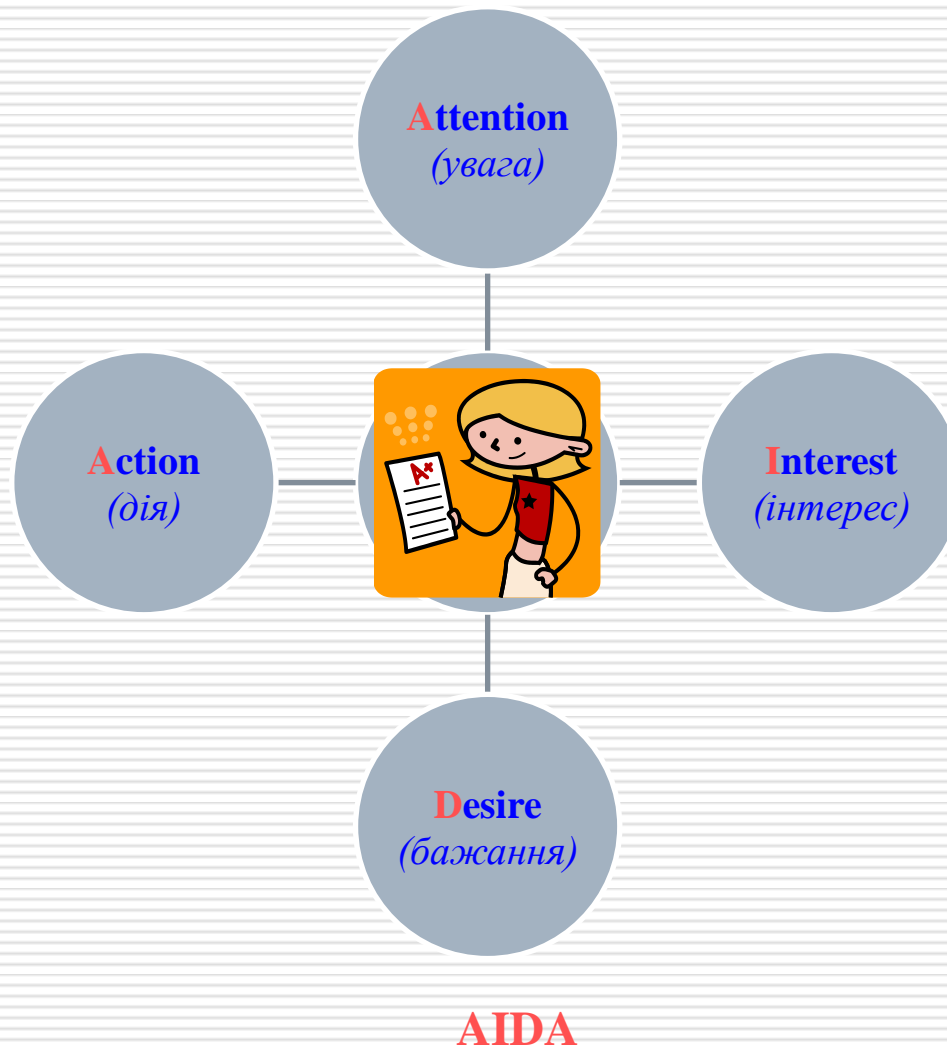 Attention
(увага)
Action
(дія)
A+
Interest
(інтерес)
Desire
(бажання)
AIDA